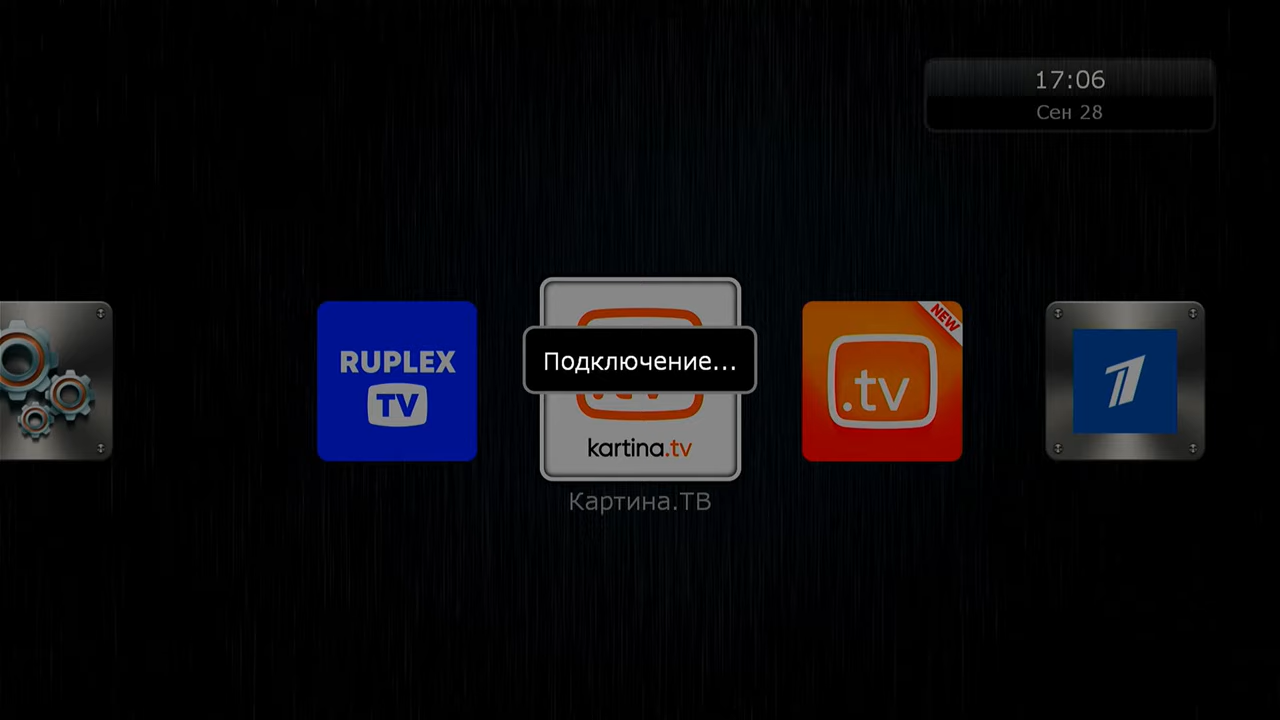 17:06
Сен 28
NEW
RUPLEX
TV
Подключение...
.tv
kartina.tv
Картина.ТВ